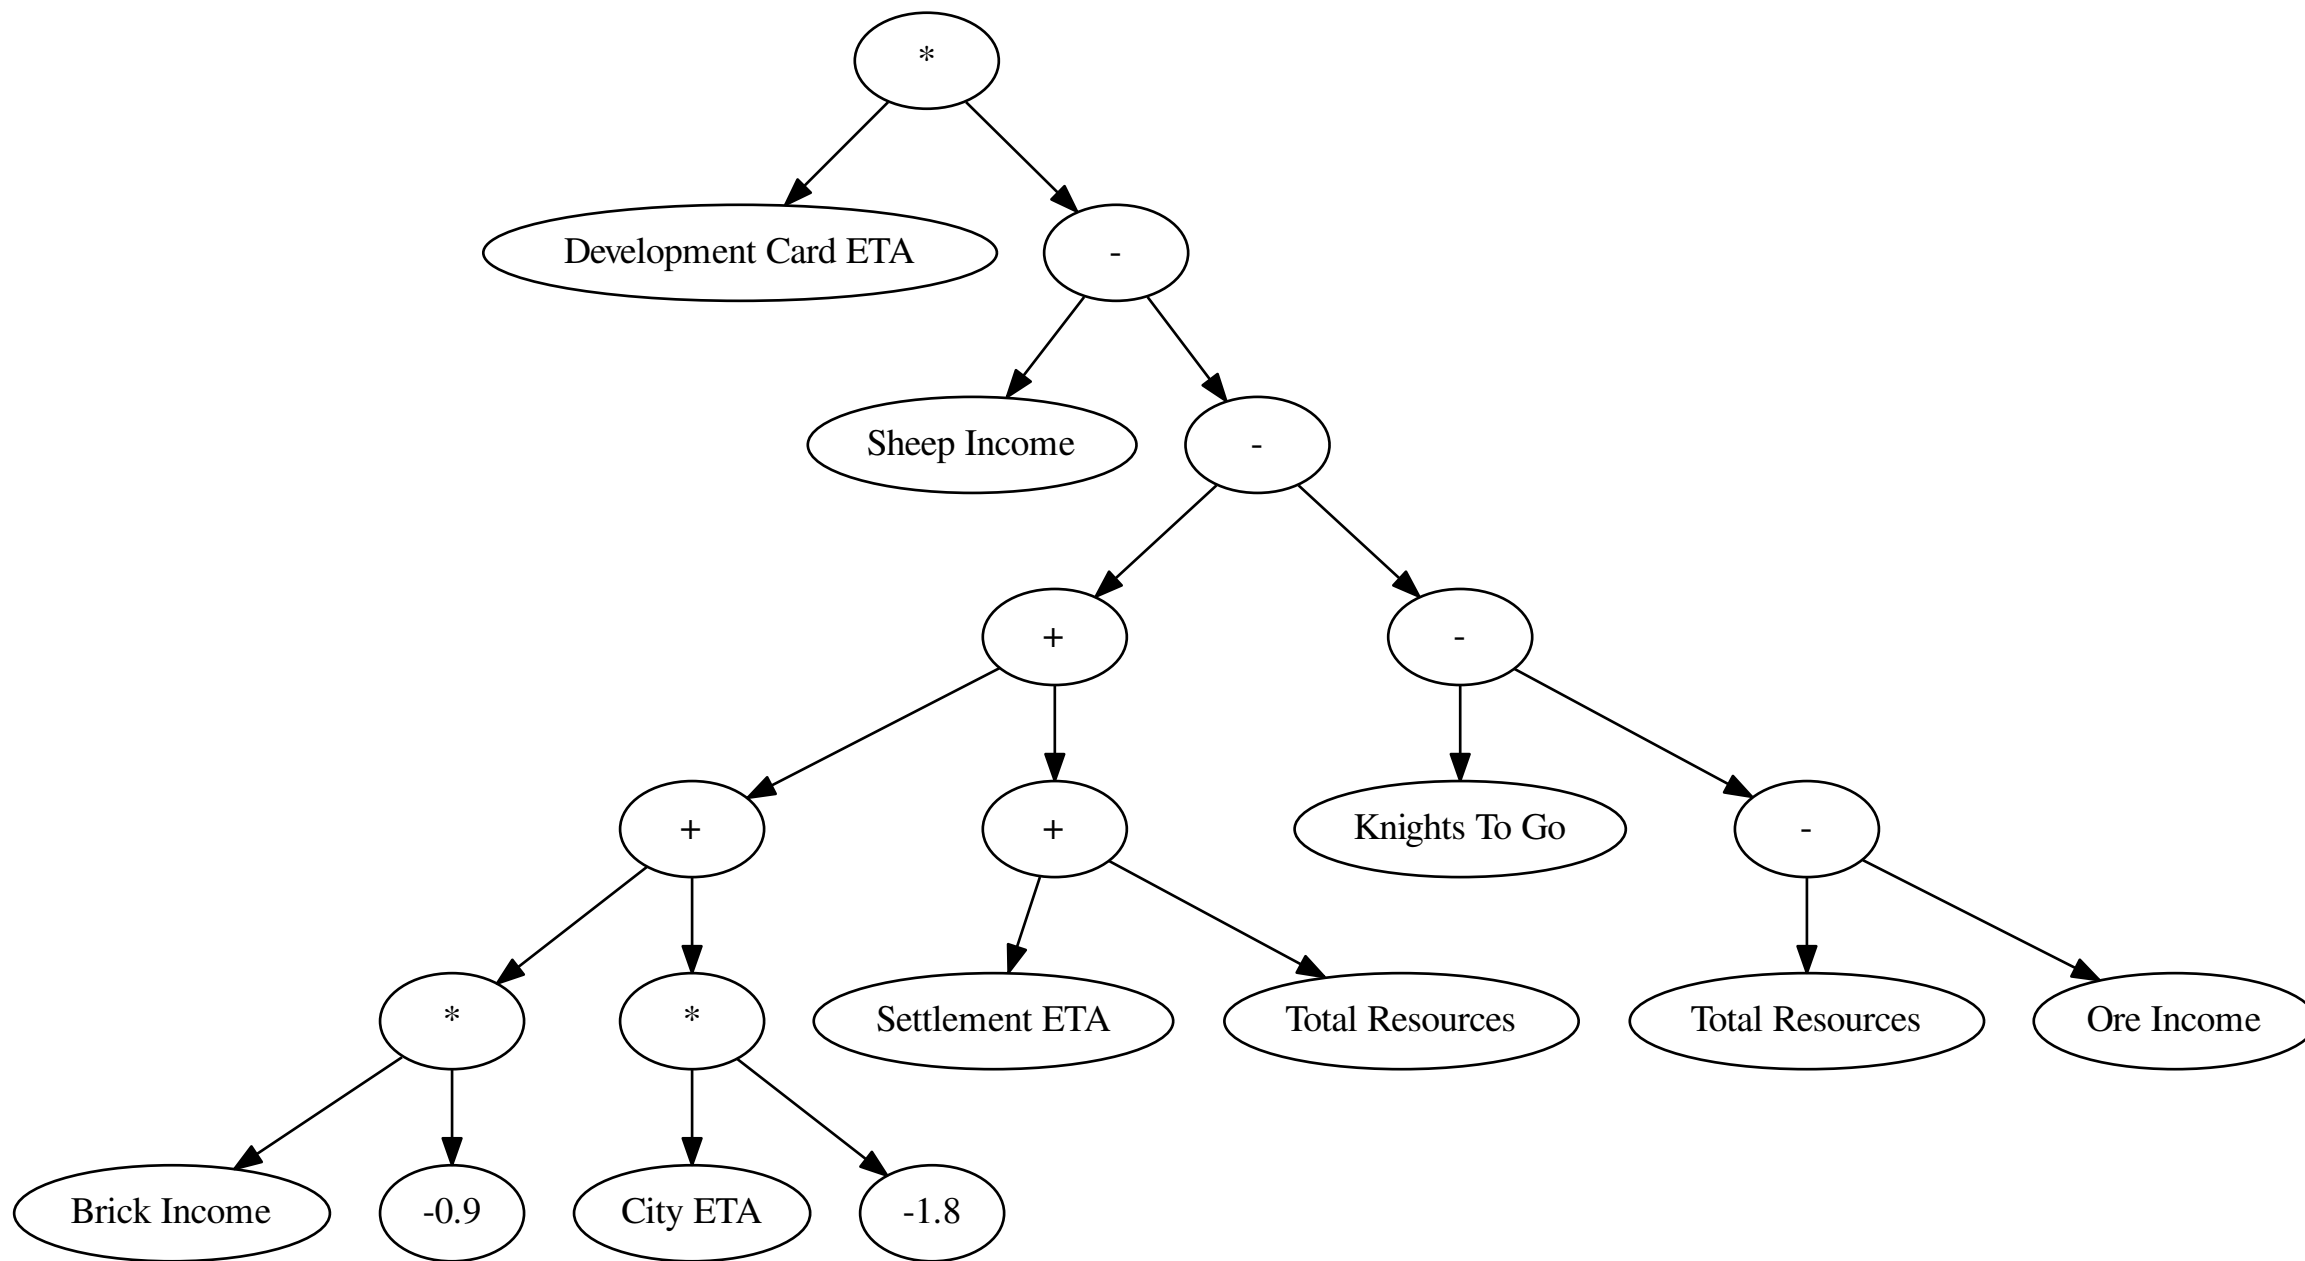 *
Development Card ETA
-
Sheep Income
-
+
-
+
+
Knights To Go
-
*
*
Settlement ETA
Total Resources
Total Resources
Ore Income
Brick Income
-0.9
City ETA
-1.8